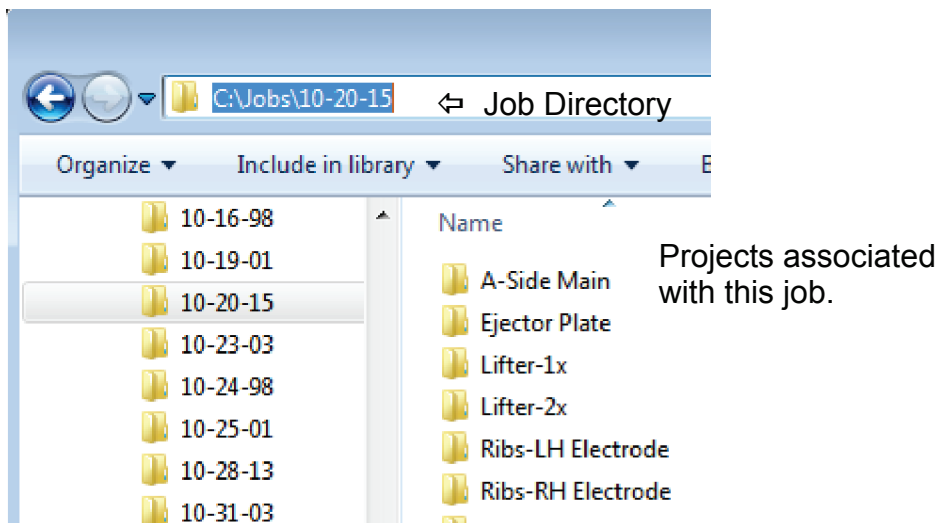 C:\Jobs\10-20-15
⇦ Job Directory
Organize ▼ Include in library ▼ Share with ▼
10-16-98
10-19-01
10-20-15
10-23-03
10-24-98
10-25-01
10-28-13
10-31-03
Name
A-Side Main
Ejector Plate
Lifter-1x
Lifter-2x
Ribs-LH Electrode
Ribs-RH Electrode
Projects associated
with this job.